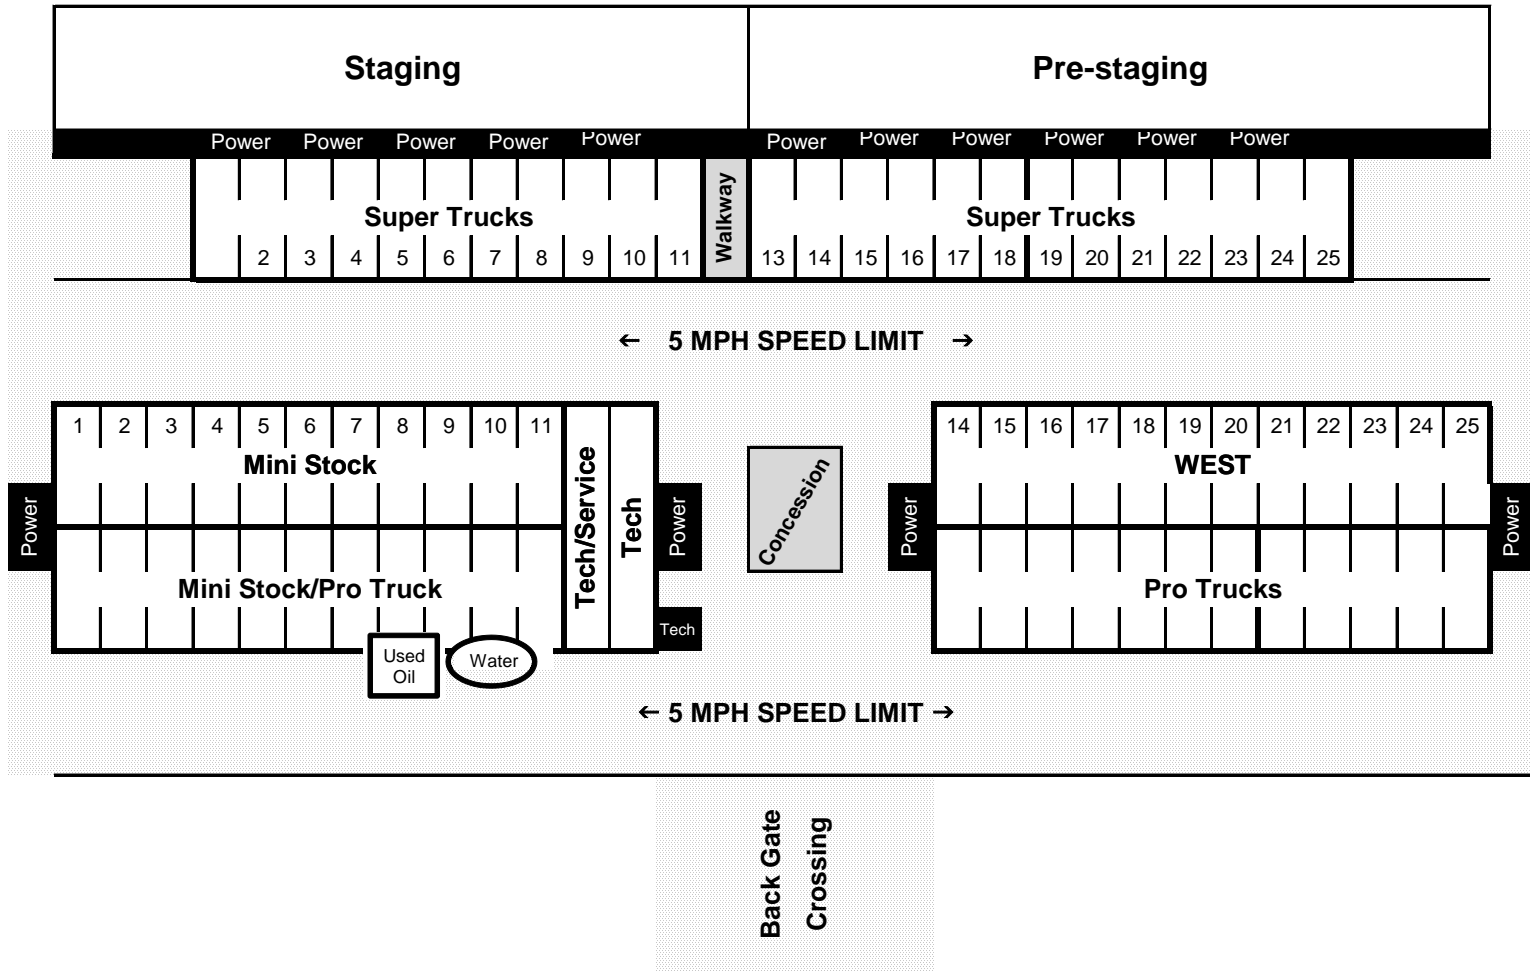 Staging Pre-staging
Power Power Power Power Power Power Power Power Power Power Power
Super Trucks Walkway Super Trucks
2 3 4 5 6 7 8 9 10 11 13 14 15 16 17 18 19 20 21 22 23 24 25
← 5 MPH SPEED LIMIT →
1 2 3 4 5 6 7 8 9 10 11 14 15 16 17 18 19 20 21 22 23 24 25
Mini Stock WEST
Power Tech/Service Tech Power Concession Power Power
Mini Stock/Pro Truck Pro Trucks
Tech
Used
Oil
Water
← 5 MPH SPEED LIMIT →
Back Gate
Crossing